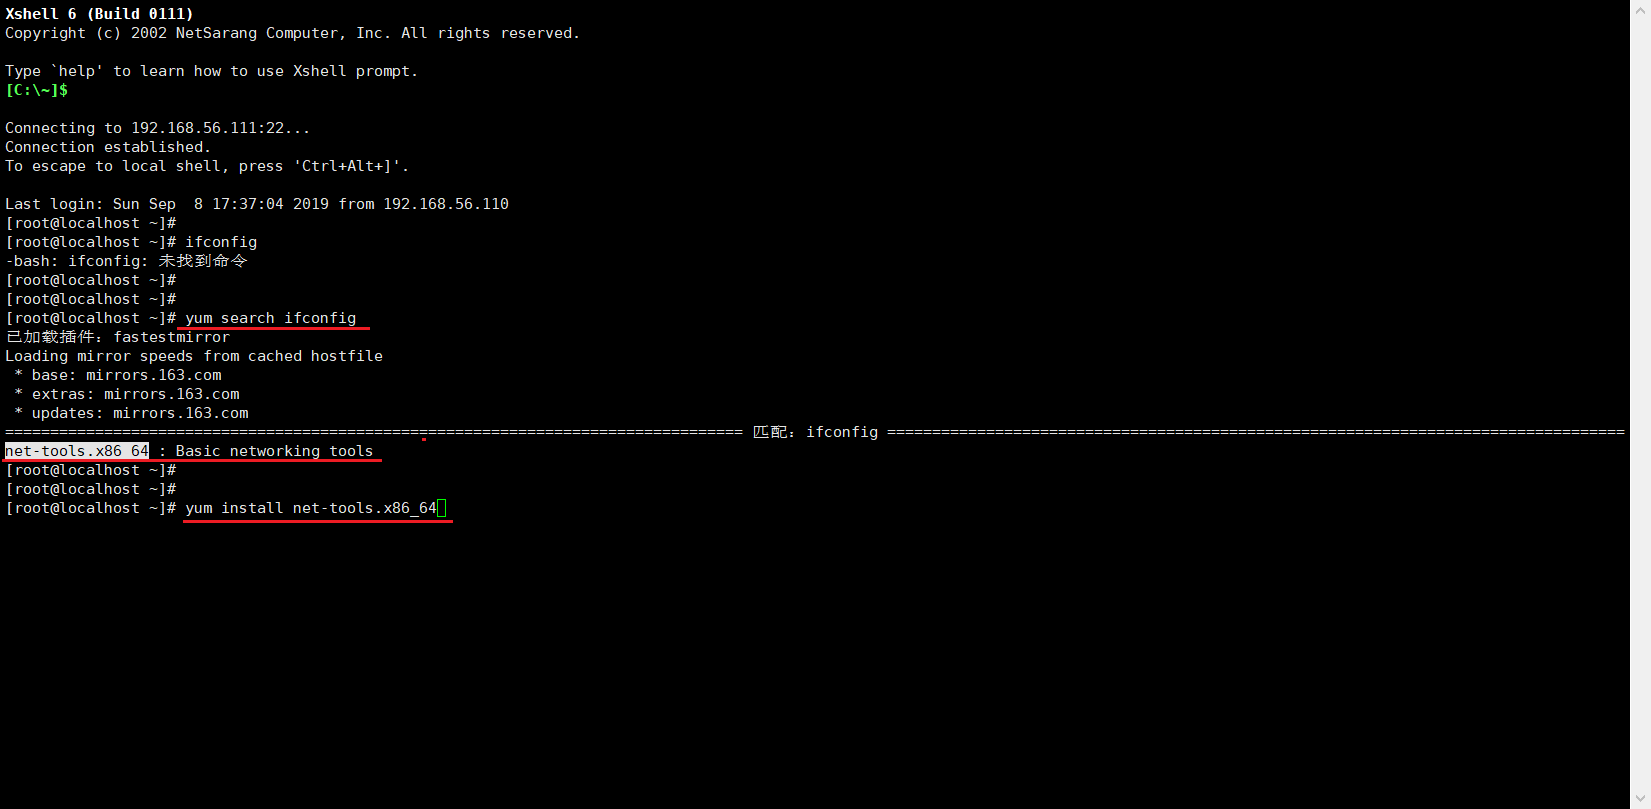 Xshell 6 (Build 0111)
Copyright (c) 2002 NetSarang Computer, Inc. All rights reserved.
Type `help' to learn how to use Xshell prompt.
[C:\~]$
Connecting to 192.168.56.111:22...
Connection established.
To escape to local shell, press 'Ctrl+Alt+]'.
Last login: Sun Sep  8 17:37:04 2019 from 192.168.56.110
[root@localhost ~]#
[root@localhost ~]# ifconfig
-bash: ifconfig: 未找到命令
[root@localhost ~]#
[root@localhost ~]#
[root@localhost ~]# yum search ifconfig
已加载插件：fastestmirror
Loading mirror speeds from cached hostfile
 * base: mirrors.163.com
 * extras: mirrors.163.com
 * updates: mirrors.163.com
================================================================================== 匹配：ifconfig ==================================================================================
net-tools.x86_64 : Basic networking tools
[root@localhost ~]#
[root@localhost ~]#
[root@localhost ~]# yum install net-tools.x86_64